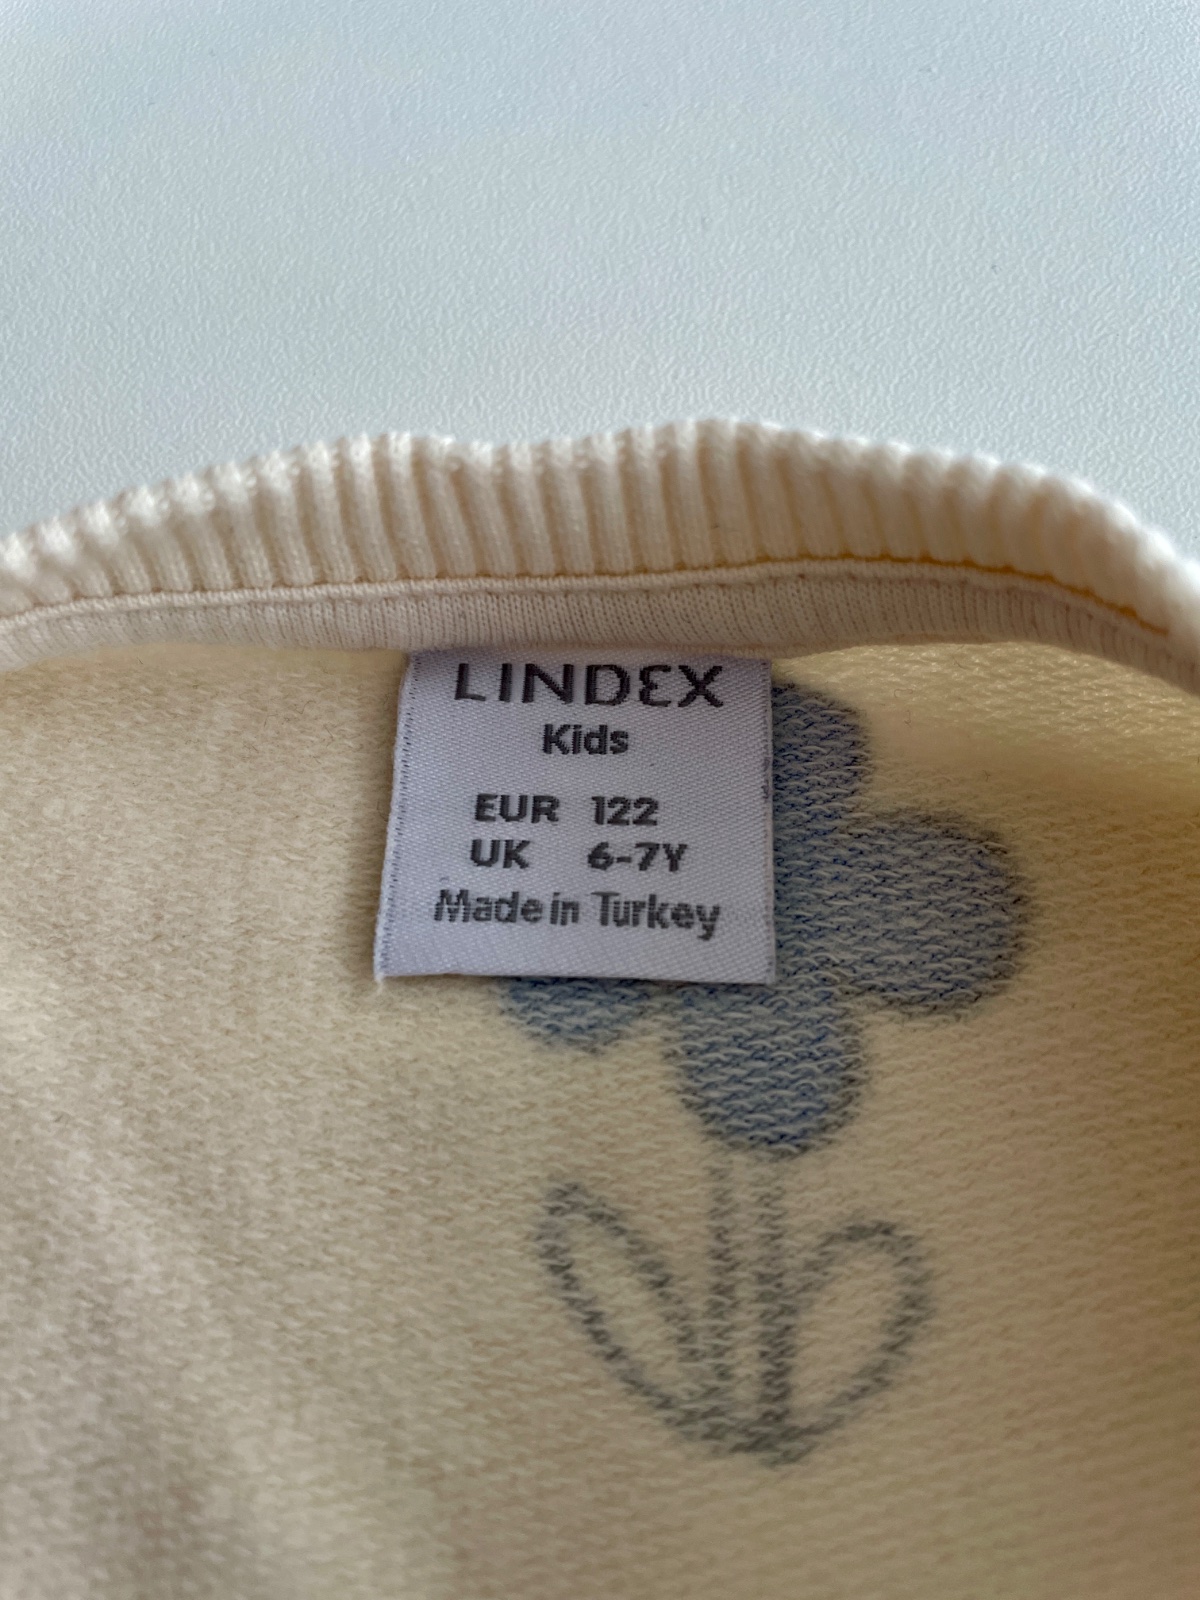 LINDEX
Kids
EUR 122
UK 6-7Y
Made in Turkey